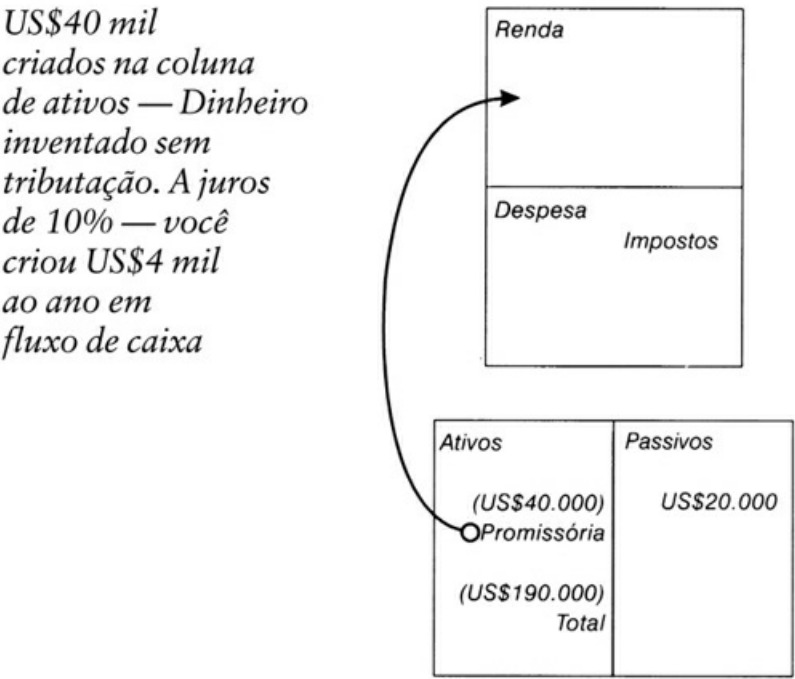 US$40 mil
criados na coluna
de ativos — Dinheiro
inventado sem
tributação. A juros
de 10% — você
criou US$4 mil
ao ano em
fluxo de caixa
Renda
Despesa
Impostos
Ativos
(US$40.000)
Promissória
(US$190.000)
Total
Passivos
US$20.000